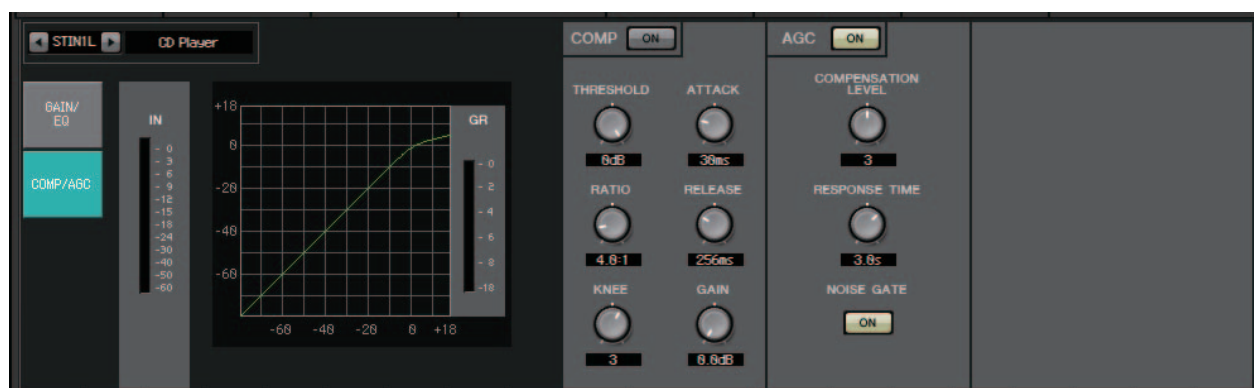 STIN1L CD Player
GAIN/
EQ
COMP/AGC
IN
- 0
- 3
- 6
- 9
-12
-15
-18
-24
-30
-40
-50
-60
+18
0
-20
-40
-60
-60 -40 -20 0 +18
GR
- 0
- 2
- 4
- 6
- 8
-10
COMP ON
THRESHOLD ATTACK
0dB 30ms
RATIO RELEASE
4.0:1 256ms
KNEE GAIN
3 0.0dB
AGC ON
COMPENSATION
LEVEL
3
RESPONSE TIME
3.0s
NOISE GATE
ON